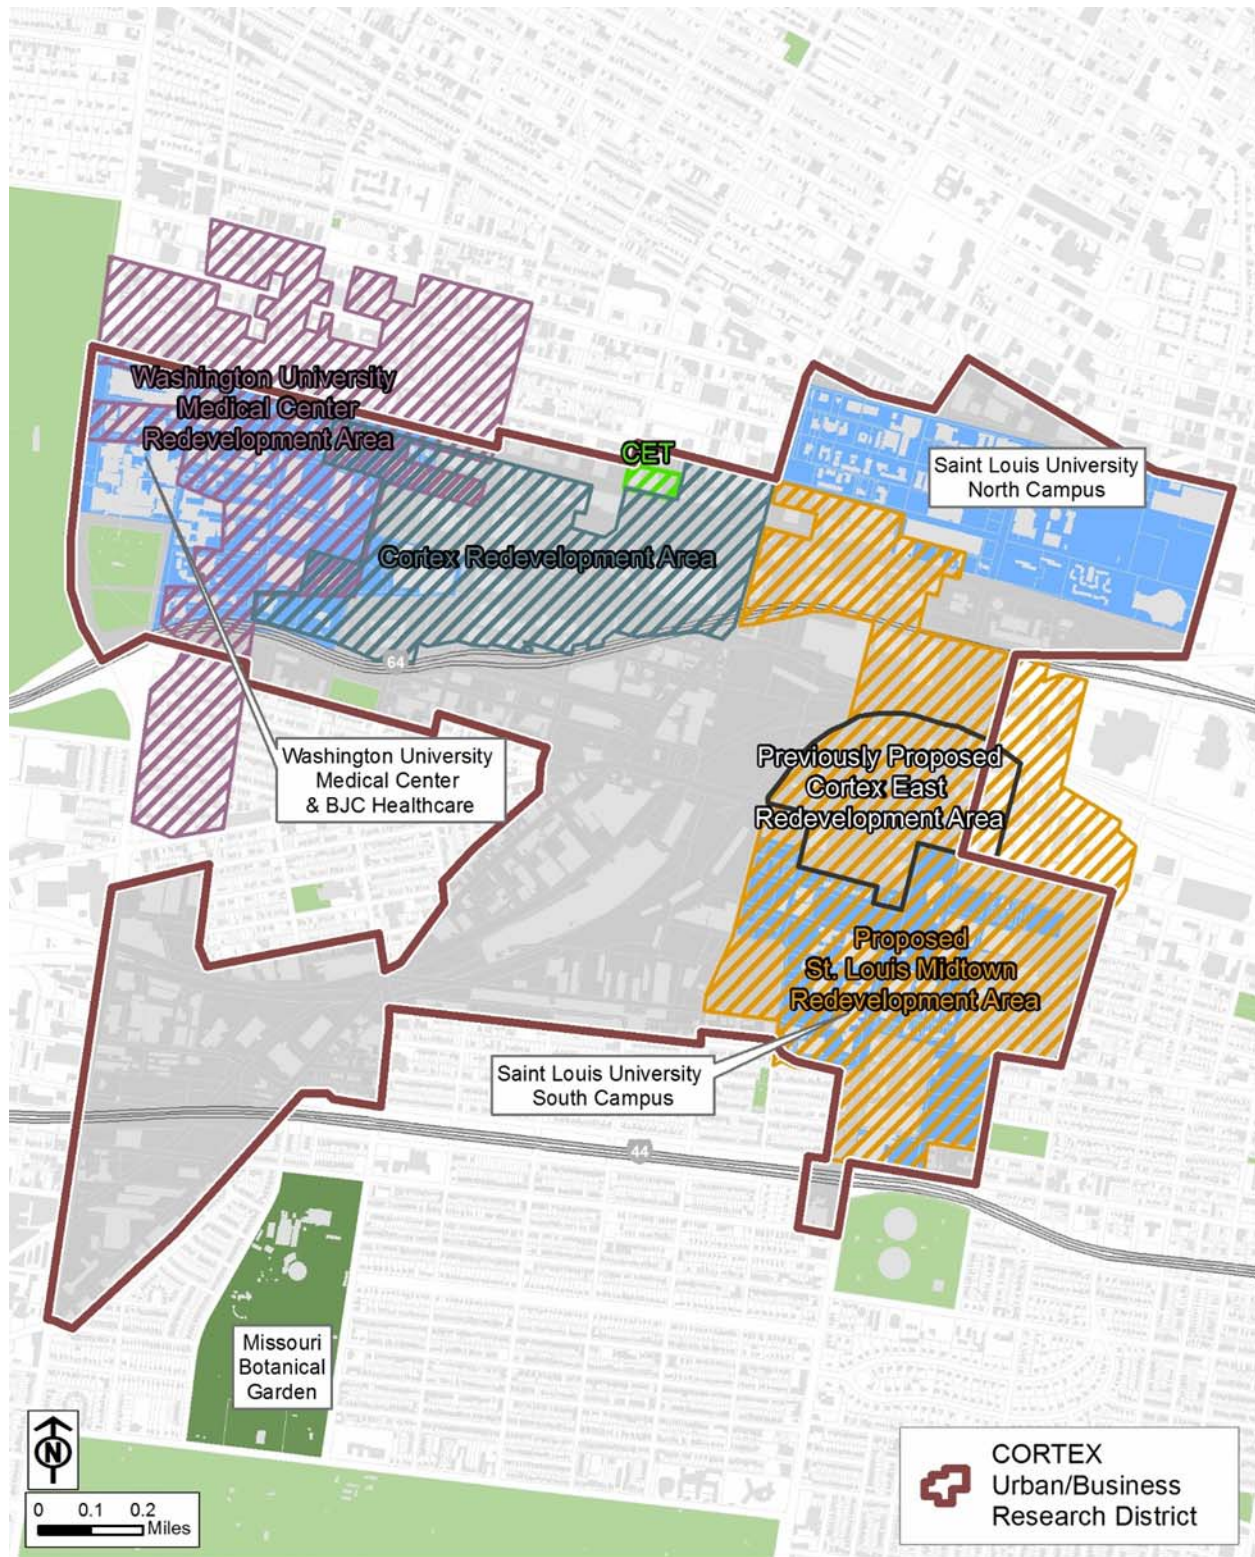 Washington University
Medical Center
Redevelopment Area
CET
Saint Louis University
North Campus
Cortex Redevelopment Area
64
Washington University
Medical Center
& BJC Healthcare
Previously Proposed
Cortex East
Redevelopment Area
Proposed
St. Louis Midtown
Redevelopment Area
Saint Louis University
South Campus
44
Missouri
Botanical
Garden
N
0 0.1 0.2
Miles
CORTEX
Urban/Business
Research District